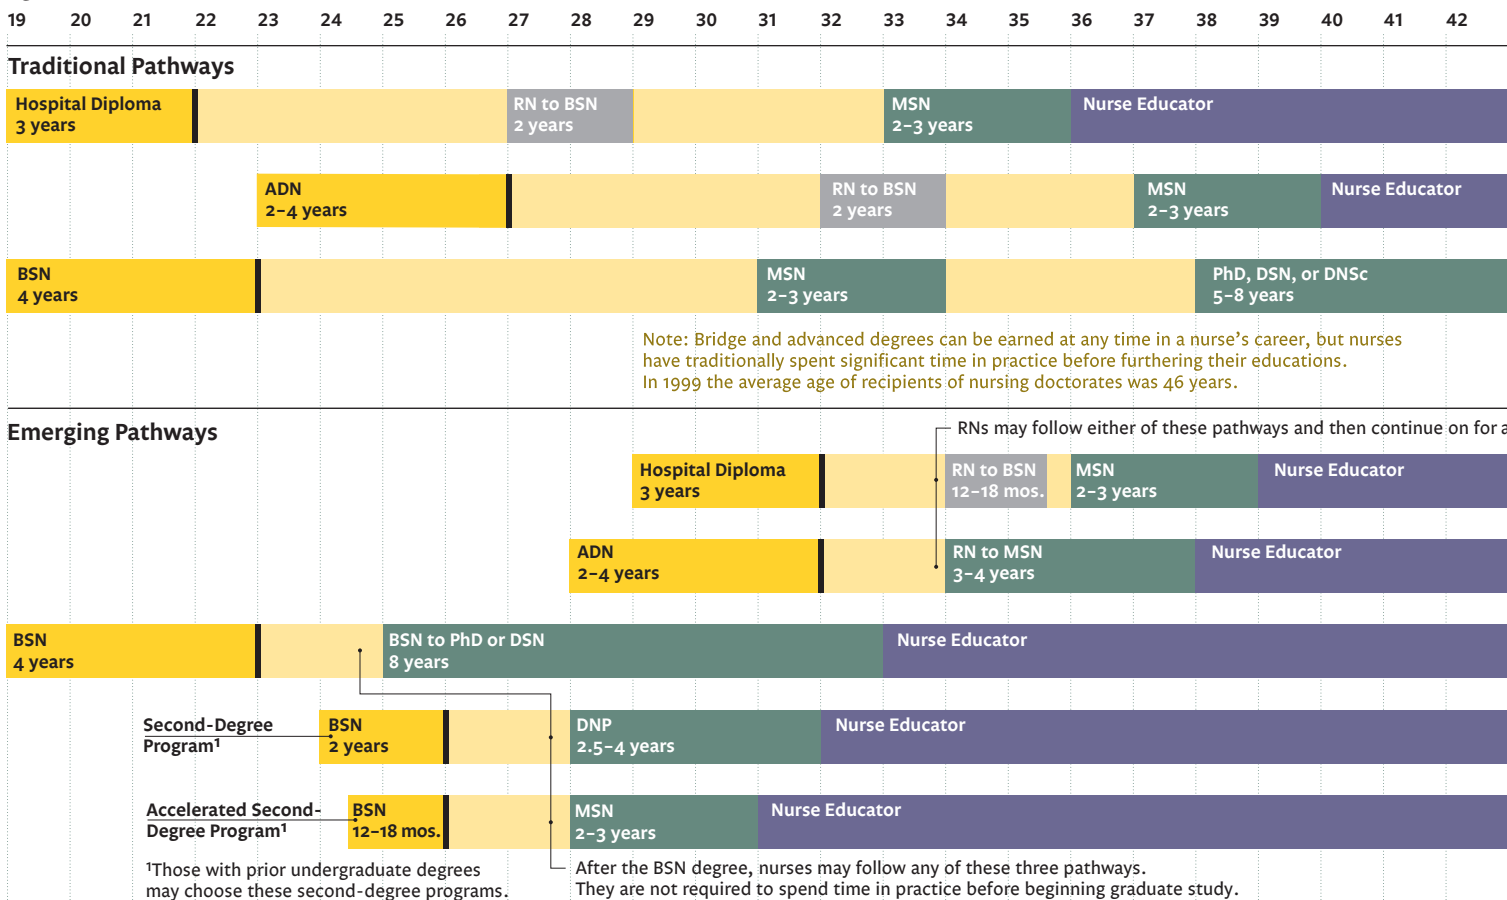 19 20 21 22 23 24 25 26 27 28 29 30 31 32 33 34 35 36 37 38 39 40 41 42
Traditional Pathways
Hospital Diploma
3 years
RN to BSN
2 years
MSN
2–3 years
Nurse Educator
ADN
2–4 years
RN to BSN
2 years
MSN
2–3 years
Nurse Educator
BSN
4 years
MSN
2–3 years
PhD, DSN, or DNSc
5–8 years
Note: Bridge and advanced degrees can be earned at any time in a nurse’s career, but nurses
have traditionally spent significant time in practice before furthering their educations.
In 1999 the average age of recipients of nursing doctorates was 46 years.
Emerging Pathways
RNs may follow either of these pathways and then continue on for a
Hospital Diploma
3 years
RN to BSN
12–18 mos.
MSN
2–3 years
Nurse Educator
ADN
2–4 years
RN to MSN
3–4 years
Nurse Educator
BSN
4 years
BSN to PhD or DSN
8 years
Nurse Educator
Second-Degree
Program¹
BSN
2 years
DNP
2.5–4 years
Nurse Educator
Accelerated Second-
Degree Program¹
BSN
12–18 mos.
MSN
2–3 years
Nurse Educator
¹Those with prior undergraduate degrees
may choose these second-degree programs.
After the BSN degree, nurses may follow any of these three pathways.
They are not required to spend time in practice before beginning graduate study.